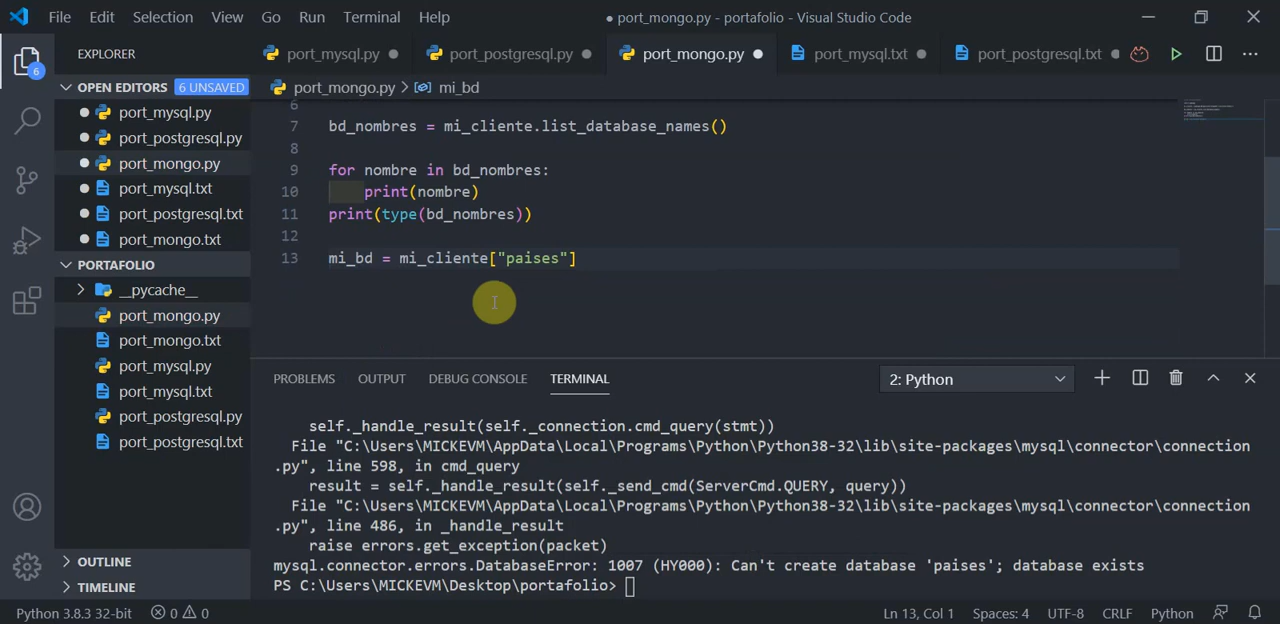 File Edit Selection View Go Run Terminal Help
● port_mongo.py - portafolio - Visual Studio Code
EXPLORER
port_mysql.py ●
port_postgresql.py ●
port_mongo.py ●
port_mysql.txt ●
port_postgresql.txt ●
6
OPEN EDITORS 6 UNSAVED
port_mysql.py
port_postgresql.py
port_mongo.py
port_mysql.txt
port_postgresql.txt
port_mongo.txt
PORTAFOLIO
__pycache__
port_mongo.py
port_mongo.txt
port_mysql.py
port_mysql.txt
port_postgresql.py
port_postgresql.txt
OUTLINE
TIMELINE
port_mongo.py > mi_bd
6
7 bd_nombres = mi_cliente.list_database_names()
8
9 for nombre in bd_nombres:
10     print(nombre)
11 print(type(bd_nombres))
12
13 mi_bd = mi_cliente["paises"]
PROBLEMS OUTPUT DEBUG CONSOLE TERMINAL 2: Python
    self._handle_result(self._connection.cmd_query(stmt))
  File "C:\Users\MICKEVM\AppData\Local\Programs\Python\Python38-32\lib\site-packages\mysql\connector\connection
.py", line 598, in cmd_query
    result = self._handle_result(self._send_cmd(ServerCmd.QUERY, query))
  File "C:\Users\MICKEVM\AppData\Local\Programs\Python\Python38-32\lib\site-packages\mysql\connector\connection
.py", line 486, in _handle_result
    raise errors.get_exception(packet)
mysql.connector.errors.DatabaseError: 1007 (HY000): Can't create database 'paises'; database exists
PS C:\Users\MICKEVM\Desktop\portafolio>
Python 3.8.3 32-bit 0 0 Ln 13, Col 1 Spaces: 4 UTF-8 CRLF Python